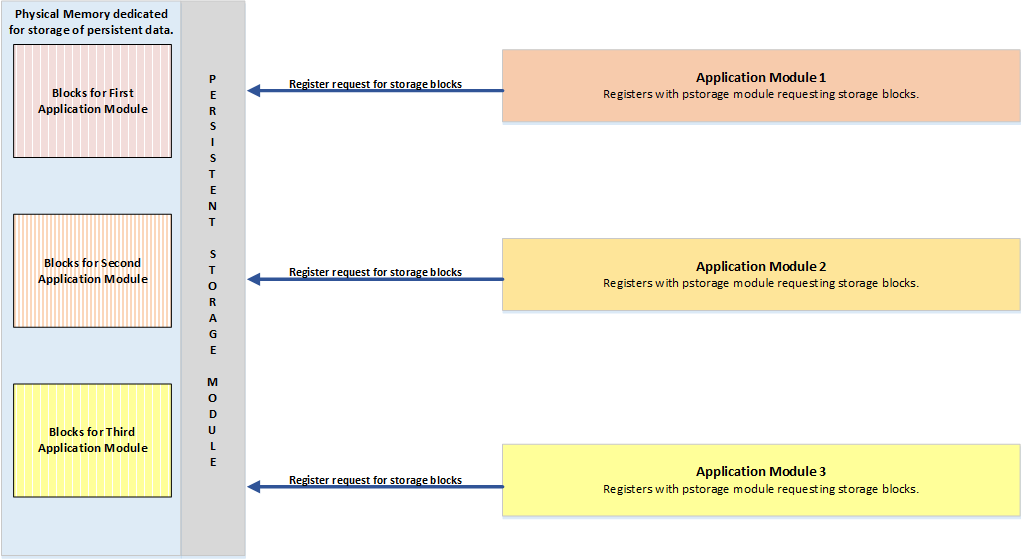 Physical Memory dedicated
for storage of persistent data.
Blocks for First
Application Module
Blocks for Second
Application Module
Blocks for Third
Application Module
PERSISTENT STORAGE MODULE
Register request for storage blocks
Application Module 1
Registers with pstorage module requesting storage blocks.
Register request for storage blocks
Application Module 2
Registers with pstorage module requesting storage blocks.
Register request for storage blocks
Application Module 3
Registers with pstorage module requesting storage blocks.